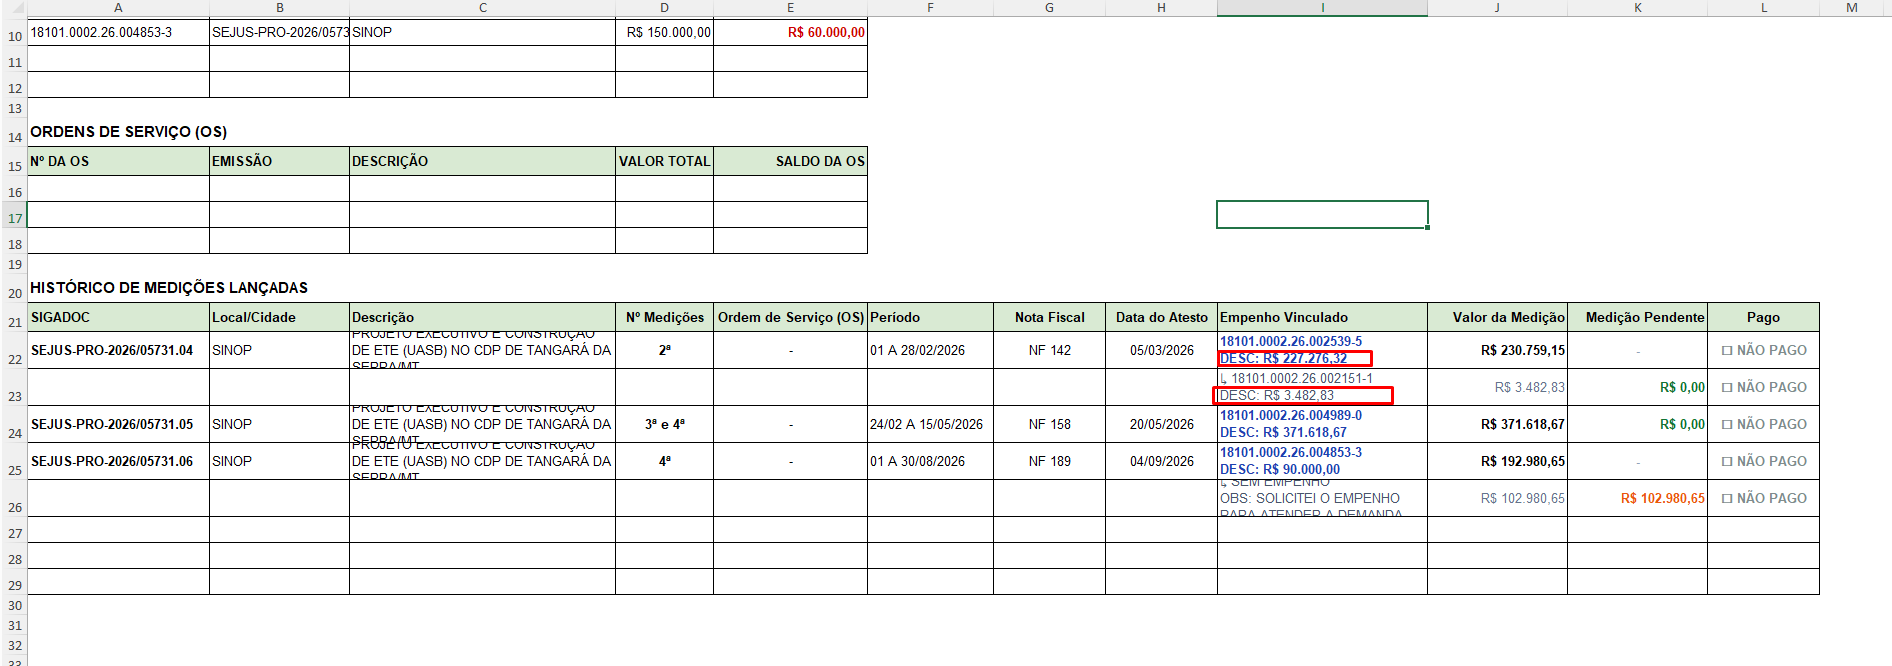 A B C D E F G H I J K L M
10 18101.0002.26.004853-3 SEJUS-PRO-2026/0573 SINOP R$ 150.000,00 R$ 60.000,00
11
12
13
14 ORDENS DE SERVIÇO (OS)
15 Nº DA OS EMISSÃO DESCRIÇÃO VALOR TOTAL SALDO DA OS
16
17
18
19
20 HISTÓRICO DE MEDIÇÕES LANÇADAS
21 SIGADOC Local/Cidade Descrição Nº Medições Ordem de Serviço (OS) Período Nota Fiscal Data do Atesto Empenho Vinculado Valor da Medição Medição Pendente Pago
PROJETO EXECUTIVO E CONSTRUÇÃO 18101.0002.26.002539-5
22 SEJUS-PRO-2026/05731.04 SINOP DE ETE (UASB) NO CDP DE TANGARÁ DA 2ª - 01 A 28/02/2026 NF 142 05/03/2026 R$ 230.759,15 - ☐ NÃO PAGO
SERRA/MT DESC: R$ 227.276,32
↳ 18101.0002.26.002151-1
23 R$ 3.482,83 R$ 0,00 ☐ NÃO PAGO
DESC: R$ 3.482,83
PROJETO EXECUTIVO E CONSTRUÇÃO 18101.0002.26.004989-0
24 SEJUS-PRO-2026/05731.05 SINOP DE ETE (UASB) NO CDP DE TANGARÁ DA 3ª e 4ª - 24/02 A 15/05/2026 NF 158 20/05/2026 R$ 371.618,67 R$ 0,00 ☐ NÃO PAGO
SERRA/MT DESC: R$ 371.618,67
PROJETO EXECUTIVO E CONSTRUÇÃO 18101.0002.26.004853-3
25 SEJUS-PRO-2026/05731.06 SINOP DE ETE (UASB) NO CDP DE TANGARÁ DA 4ª - 01 A 30/08/2026 NF 189 04/09/2026 R$ 192.980,65 - ☐ NÃO PAGO
SERRA/MT DESC: R$ 90.000,00
↳ SEM EMPENHO
26 OBS: SOLICITEI O EMPENHO R$ 102.980,65 R$ 102.980,65 ☐ NÃO PAGO
PARA ATENDER A DEMANDA
27
28
29
30
31
32
33